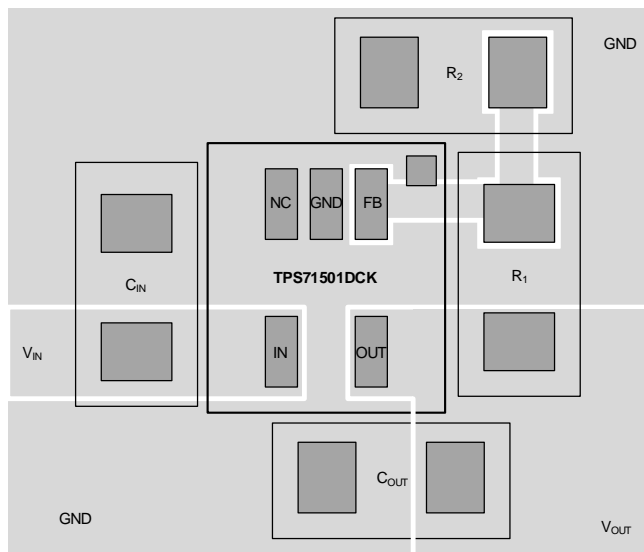 GND
R2
NC
GND
FB
TPS71501DCK
CIN
R1
VIN
IN
OUT
COUT
GND
VOUT